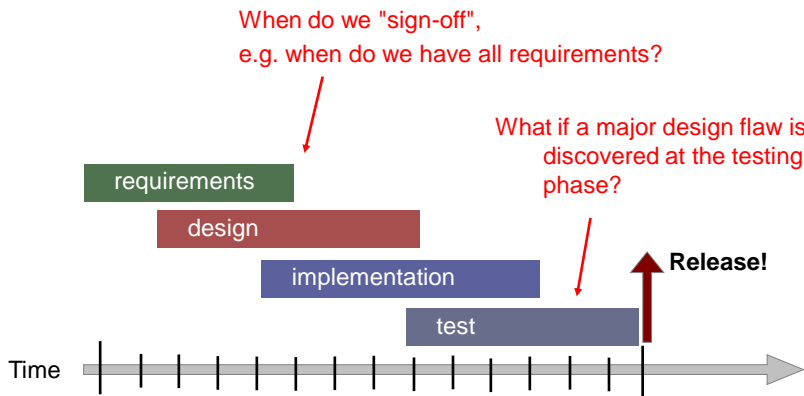 When do we "sign-off",
e.g. when do we have all requirements?
What if a major design flaw is
discovered at the testing
phase?
requirements
design
implementation
Release!
test
Time